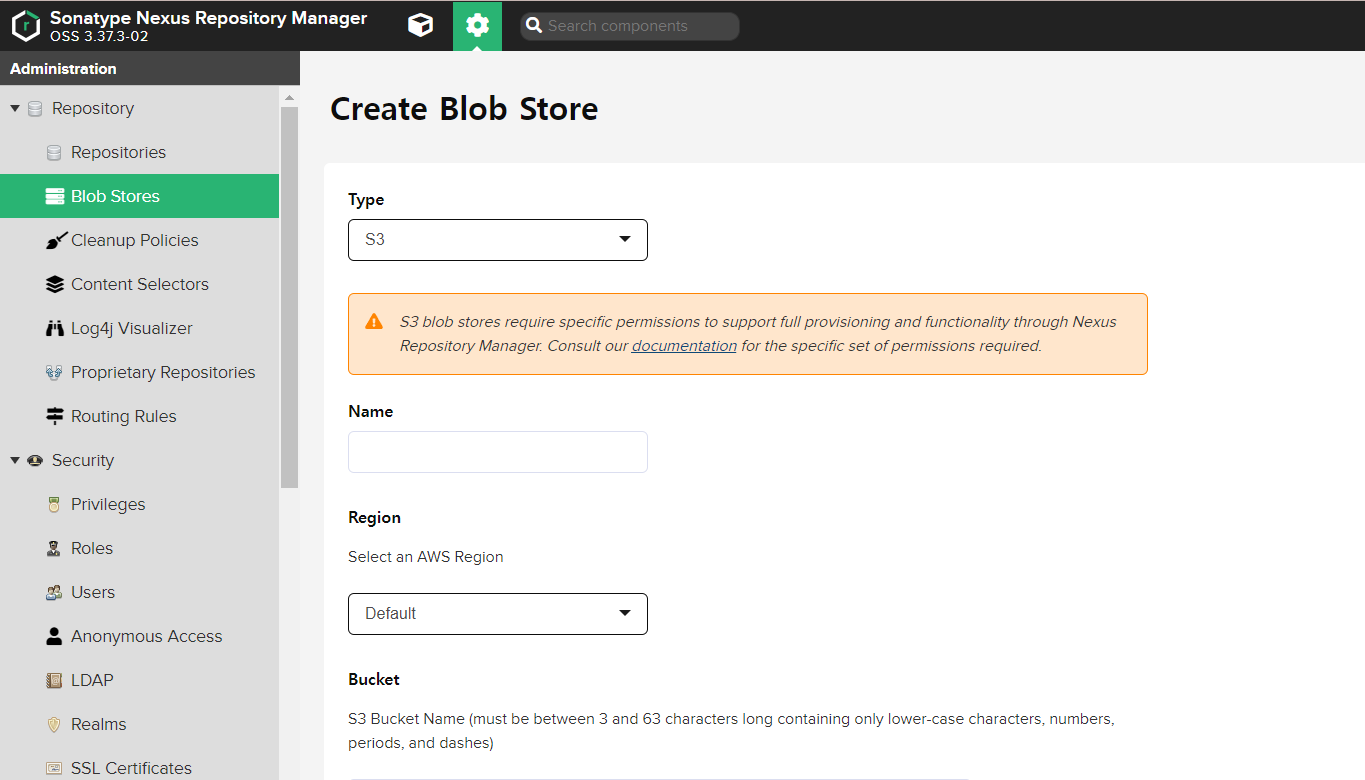 Sonatype Nexus Repository Manager
OSS 3.37.3-02
Search components
Administration
Repository
Repositories
Blob Stores
Cleanup Policies
Content Selectors
Log4j Visualizer
Proprietary Repositories
Routing Rules
Security
Privileges
Roles
Users
Anonymous Access
LDAP
Realms
SSL Certificates
Create Blob Store
Type
S3
S3 blob stores require specific permissions to support full provisioning and functionality through Nexus
Repository Manager. Consult our documentation for the specific set of permissions required.
Name
Region
Select an AWS Region
Default
Bucket
S3 Bucket Name (must be between 3 and 63 characters long containing only lower-case characters, numbers,
periods, and dashes)